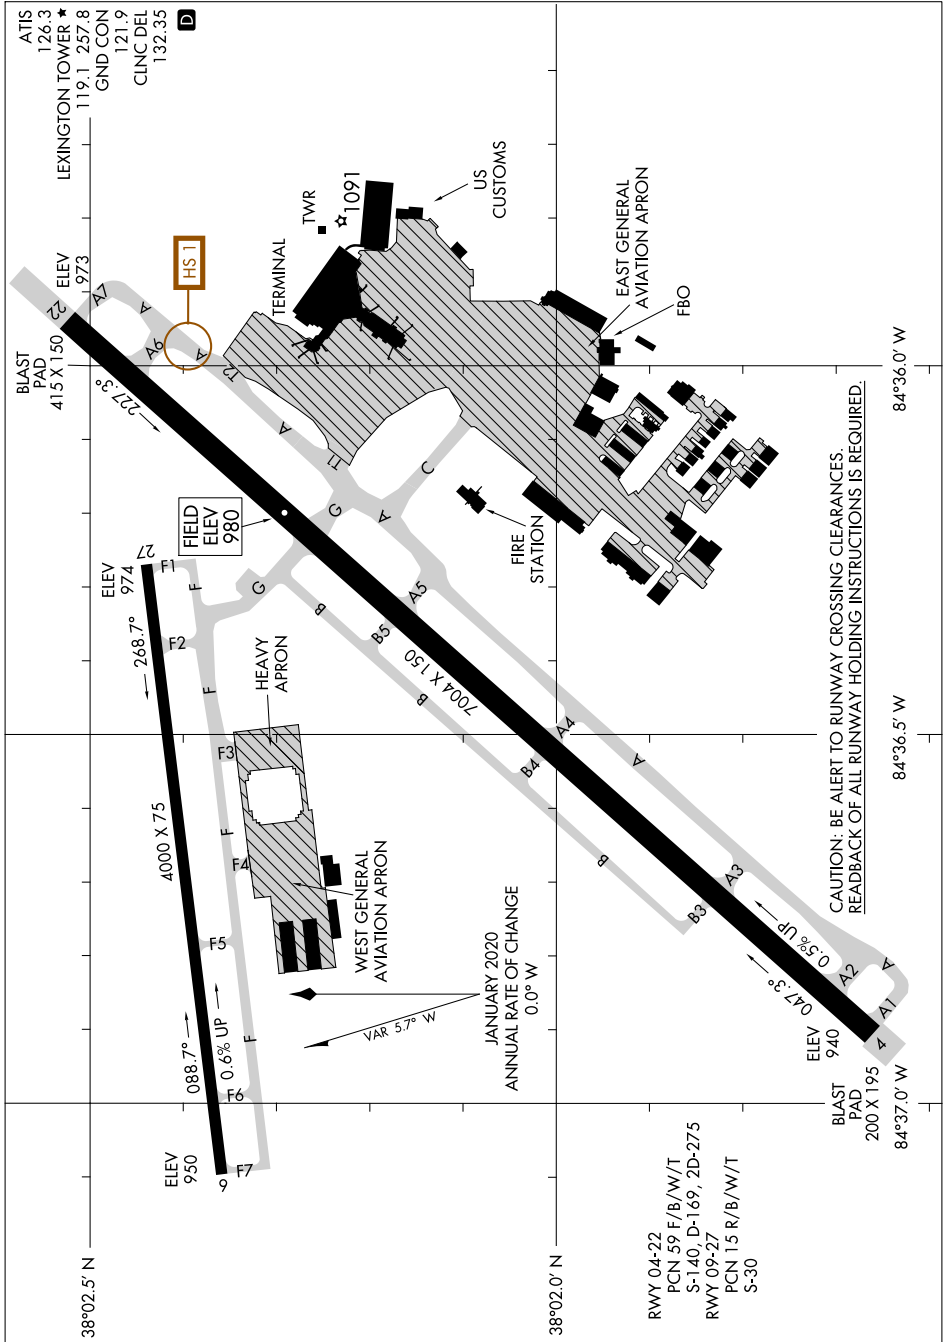 ATIS
126.3
LEXINGTON TOWER ★
119.1 257.8
GND CON
121.9
CLNC DEL
132.35
D
HS 1
ELEV
973
22
A7
A
A6
A
T2
BLAST
PAD
415 X 150
227.3°
TERMINAL
TWR
1091
US
CUSTOMS
EAST GENERAL
AVIATION APRON
FBO
84°36.0' W
A
T1
C
G
A
FIELD
ELEV
980
FIRE
STATION
ELEV
974
27
F1
F
G
268.7°
F2
F
B
B5
A5
HEAVY
APRON
7004 X 150
B
F3
A4
B4
A
84°36.5' W
4000 X 75
F
F4
B
WEST GENERAL
AVIATION APRON
A3
B3
F5
CAUTION: BE ALERT TO RUNWAY CROSSING CLEARANCES.
READBACK OF ALL RUNWAY HOLDING INSTRUCTIONS IS REQUIRED.
JANUARY 2020
ANNUAL RATE OF CHANGE
0.0° W
VAR 5.7° W
0.5% UP
047.3°
A2
A
A1
ELEV
940
4
BLAST
PAD
200 X 195
088.7°
0.6% UP
F
F6
F7
ELEV
950
9
84°37.0' W
RWY 04-22
PCN 59 F/B/W/T
S-140, D-169, 2D-275
RWY 09-27
PCN 15 R/B/W/T
S-30
38°02.5' N
38°02.0' N